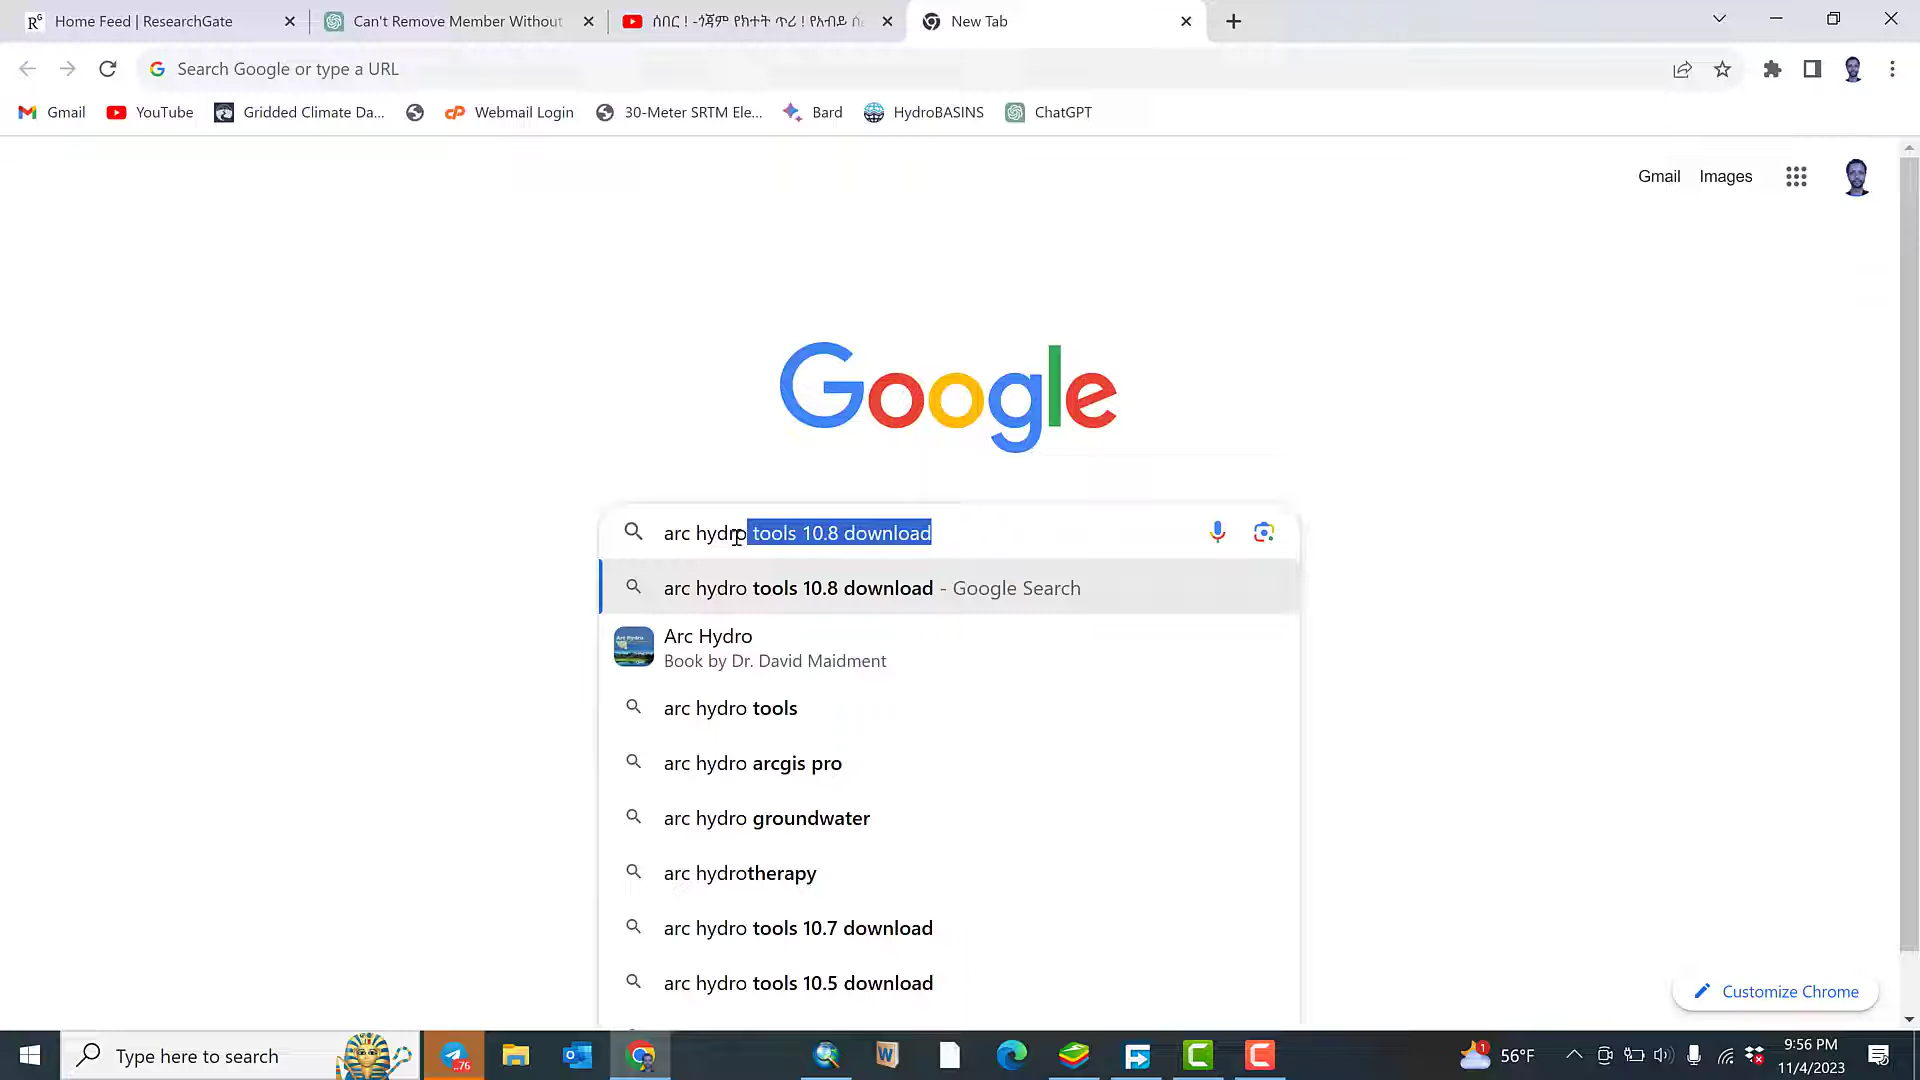 Home Feed | ResearchGate
Can't Remove Member Without
ሰበር ! -ጎጃም የክተት ጥሪ ! የአብይ
New Tab
Search Google or type a URL
Gmail
YouTube
Gridded Climate Da...
Webmail Login
30-Meter SRTM Ele...
Bard
HydroBASINS
ChatGPT
Gmail Images
Google
arc hydro tools 10.8 download
arc hydro tools 10.8 download - Google Search
Arc Hydro
Book by Dr. David Maidment
arc hydro tools
arc hydro arcgis pro
arc hydro groundwater
arc hydrotherapy
arc hydro tools 10.7 download
arc hydro tools 10.5 download
Customize Chrome
Type here to search
..76
1
56°F
9:56 PM
11/4/2023